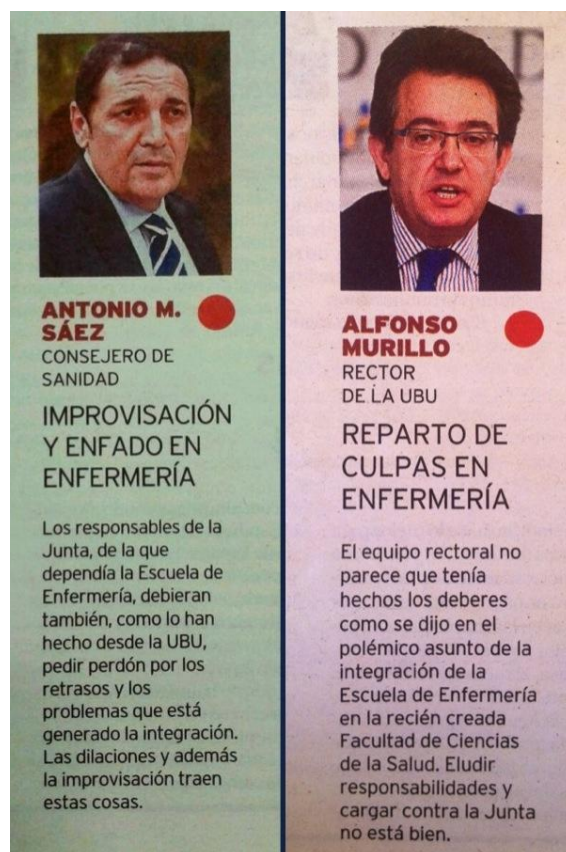 ANTONIO M.
SÁEZ
CONSEJERO DE
SANIDAD
IMPROVISACIÓN
Y ENFADO EN
ENFERMERÍA
Los responsables de la
Junta, de la que
dependía la Escuela de
Enfermería, debieran
también, como lo han
hecho desde la UBU,
pedir perdón por los
retrasos y los
problemas que está
generado la integración.
Las dilaciones y además
la improvisación traen
estas cosas.
ALFONSO
MURILLO
RECTOR
DE LA UBU
REPARTO DE
CULPAS EN
ENFERMERÍA
El equipo rectoral no
parece que tenía
hechos los deberes
como se dijo en el
polémico asunto de la
integración de la
Escuela de Enfermería
en la recién creada
Facultad de Ciencias
de la Salud. Eludir
responsabilidades y
cargar contra la Junta
no está bien.